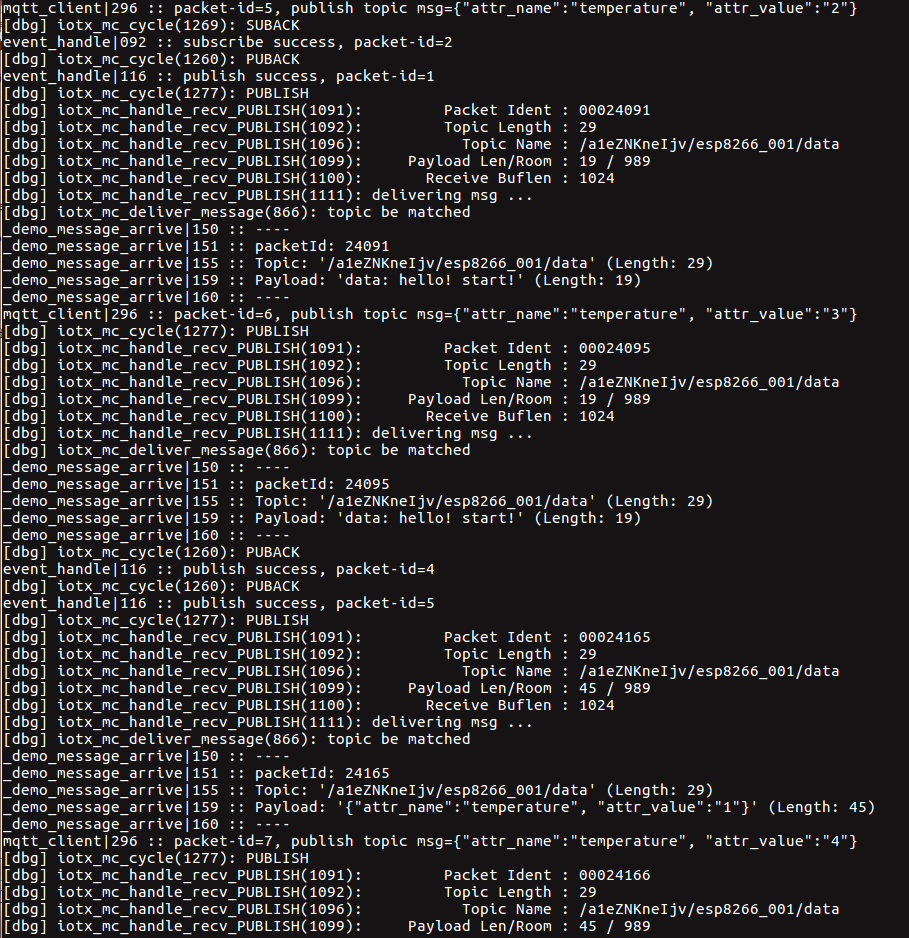 mqtt_client|296 :: packet-id=5, publish topic msg={"attr_name":"temperature", "attr_value":"2"}
[dbg] iotx_mc_cycle(1269): SUBACK
event_handle|092 :: subscribe success, packet-id=2
[dbg] iotx_mc_cycle(1260): PUBACK
event_handle|116 :: publish success, packet-id=1
[dbg] iotx_mc_cycle(1277): PUBLISH
[dbg] iotx_mc_handle_recv_PUBLISH(1091):         Packet Ident : 00024091
[dbg] iotx_mc_handle_recv_PUBLISH(1092):         Topic Length : 29
[dbg] iotx_mc_handle_recv_PUBLISH(1096):           Topic Name : /a1eZNKneIjv/esp8266_001/data
[dbg] iotx_mc_handle_recv_PUBLISH(1099):     Payload Len/Room : 19 / 989
[dbg] iotx_mc_handle_recv_PUBLISH(1100):       Receive Buflen : 1024
[dbg] iotx_mc_handle_recv_PUBLISH(1111): delivering msg ...
[dbg] iotx_mc_deliver_message(866): topic be matched
_demo_message_arrive|150 :: ----
_demo_message_arrive|151 :: packetId: 24091
_demo_message_arrive|155 :: Topic: '/a1eZNKneIjv/esp8266_001/data' (Length: 29)
_demo_message_arrive|159 :: Payload: 'data: hello! start!' (Length: 19)
_demo_message_arrive|160 :: ----
mqtt_client|296 :: packet-id=6, publish topic msg={"attr_name":"temperature", "attr_value":"3"}
[dbg] iotx_mc_cycle(1277): PUBLISH
[dbg] iotx_mc_handle_recv_PUBLISH(1091):         Packet Ident : 00024095
[dbg] iotx_mc_handle_recv_PUBLISH(1092):         Topic Length : 29
[dbg] iotx_mc_handle_recv_PUBLISH(1096):           Topic Name : /a1eZNKneIjv/esp8266_001/data
[dbg] iotx_mc_handle_recv_PUBLISH(1099):     Payload Len/Room : 19 / 989
[dbg] iotx_mc_handle_recv_PUBLISH(1100):       Receive Buflen : 1024
[dbg] iotx_mc_handle_recv_PUBLISH(1111): delivering msg ...
[dbg] iotx_mc_deliver_message(866): topic be matched
_demo_message_arrive|150 :: ----
_demo_message_arrive|151 :: packetId: 24095
_demo_message_arrive|155 :: Topic: '/a1eZNKneIjv/esp8266_001/data' (Length: 29)
_demo_message_arrive|159 :: Payload: 'data: hello! start!' (Length: 19)
_demo_message_arrive|160 :: ----
[dbg] iotx_mc_cycle(1260): PUBACK
event_handle|116 :: publish success, packet-id=4
[dbg] iotx_mc_cycle(1260): PUBACK
event_handle|116 :: publish success, packet-id=5
[dbg] iotx_mc_cycle(1277): PUBLISH
[dbg] iotx_mc_handle_recv_PUBLISH(1091):         Packet Ident : 00024165
[dbg] iotx_mc_handle_recv_PUBLISH(1092):         Topic Length : 29
[dbg] iotx_mc_handle_recv_PUBLISH(1096):           Topic Name : /a1eZNKneIjv/esp8266_001/data
[dbg] iotx_mc_handle_recv_PUBLISH(1099):     Payload Len/Room : 45 / 989
[dbg] iotx_mc_handle_recv_PUBLISH(1100):       Receive Buflen : 1024
[dbg] iotx_mc_handle_recv_PUBLISH(1111): delivering msg ...
[dbg] iotx_mc_deliver_message(866): topic be matched
_demo_message_arrive|150 :: ----
_demo_message_arrive|151 :: packetId: 24165
_demo_message_arrive|155 :: Topic: '/a1eZNKneIjv/esp8266_001/data' (Length: 29)
_demo_message_arrive|159 :: Payload: '{"attr_name":"temperature", "attr_value":"1"}' (Length: 45)
_demo_message_arrive|160 :: ----
mqtt_client|296 :: packet-id=7, publish topic msg={"attr_name":"temperature", "attr_value":"4"}
[dbg] iotx_mc_cycle(1277): PUBLISH
[dbg] iotx_mc_handle_recv_PUBLISH(1091):         Packet Ident : 00024166
[dbg] iotx_mc_handle_recv_PUBLISH(1092):         Topic Length : 29
[dbg] iotx_mc_handle_recv_PUBLISH(1096):           Topic Name : /a1eZNKneIjv/esp8266_001/data
[dbg] iotx_mc_handle_recv_PUBLISH(1099):     Payload Len/Room : 45 / 989